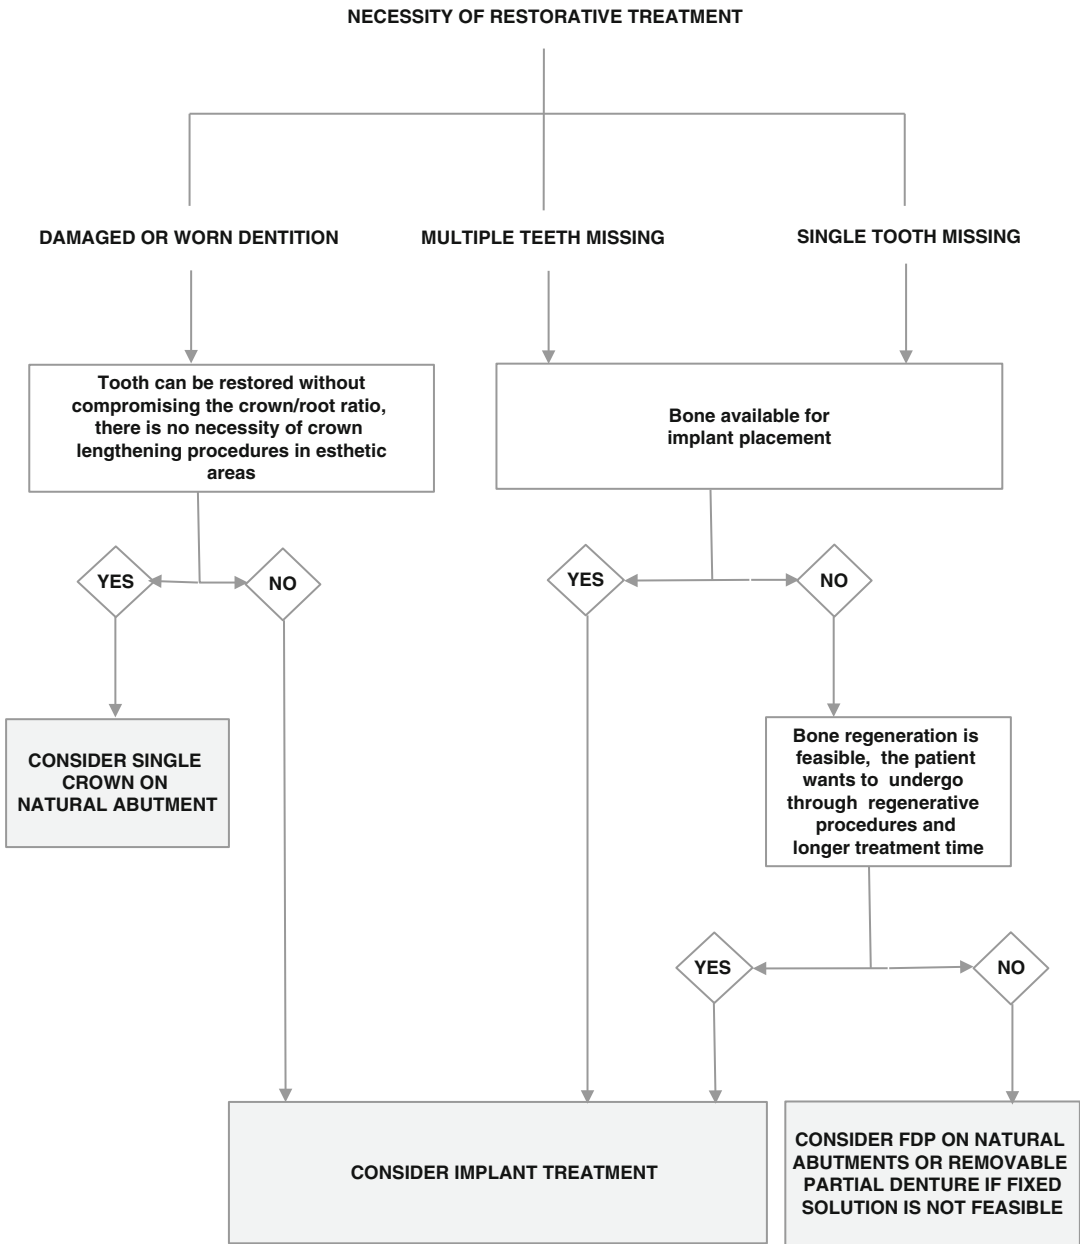 NECESSITY OF RESTORATIVE TREATMENT
DAMAGED OR WORN DENTITION
MULTIPLE TEETH MISSING
SINGLE TOOTH MISSING
Tooth can be restored without
compromising the crown/root ratio,
there is no necessity of crown
lengthening procedures in esthetic
areas
Bone available for
implant placement
YES
NO
YES
NO
CONSIDER SINGLE
CROWN ON
NATURAL ABUTMENT
Bone regeneration is
feasible, the patient
wants to undergo
through regenerative
procedures and
longer treatment time
YES
NO
CONSIDER IMPLANT TREATMENT
CONSIDER FDP ON NATURAL
ABUTMENTS OR REMOVABLE
PARTIAL DENTURE IF FIXED
SOLUTION IS NOT FEASIBLE